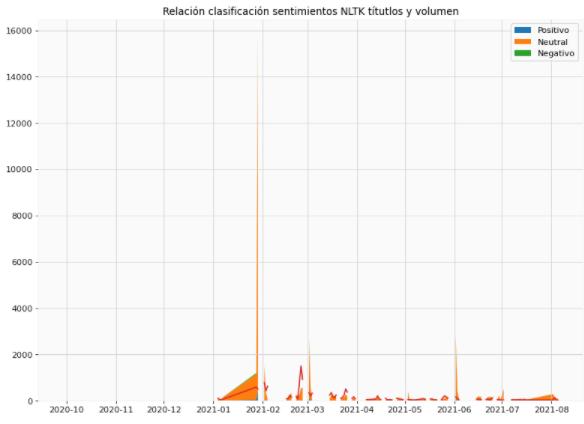 Relación clasificación sentimientos NLTK títutlos y volumen
Positivo
Neutral
Negativo
16000
14000
12000
10000
8000
6000
4000
2000
0
2020-10 2020-11 2020-12 2021-01 2021-02 2021-03 2021-04 2021-05 2021-06 2021-07 2021-08